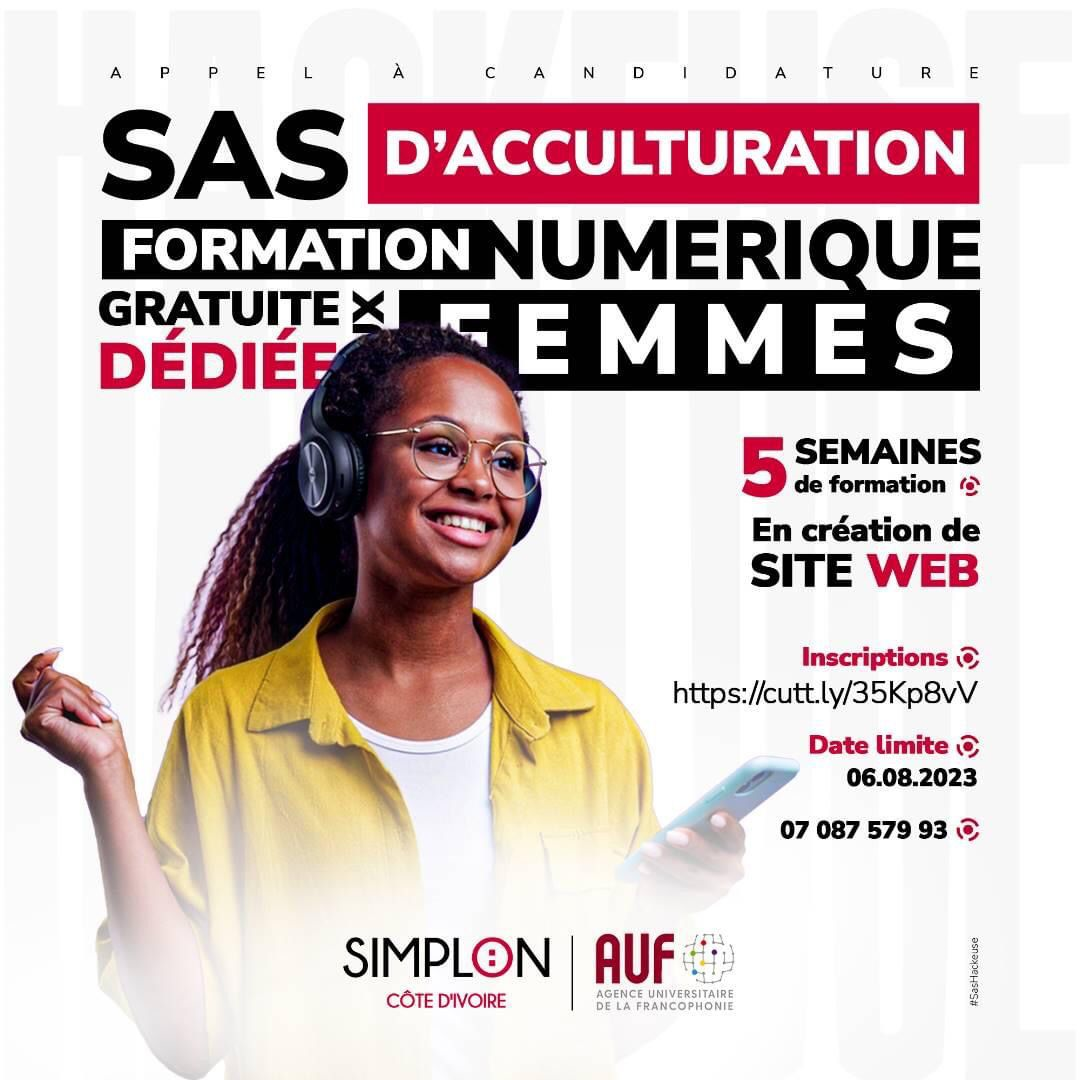 APPEL À CANDIDATURE
SAS D'ACCULTURATION
FORMATION NUMERIQUE
GRATUITE
DÉDIÉE FEMMES
5 SEMAINES
de formation
En création de
SITE WEB
Inscriptions
https://cutt.ly/35Kp8vV
Date limite
06.08.2023
07 087 579 93
SIMPLON
CÔTE D'IVOIRE
AUF
AGENCE UNIVERSITAIRE
DE LA FRANCOPHONIE
#SasHackeuse
HACKEUSE